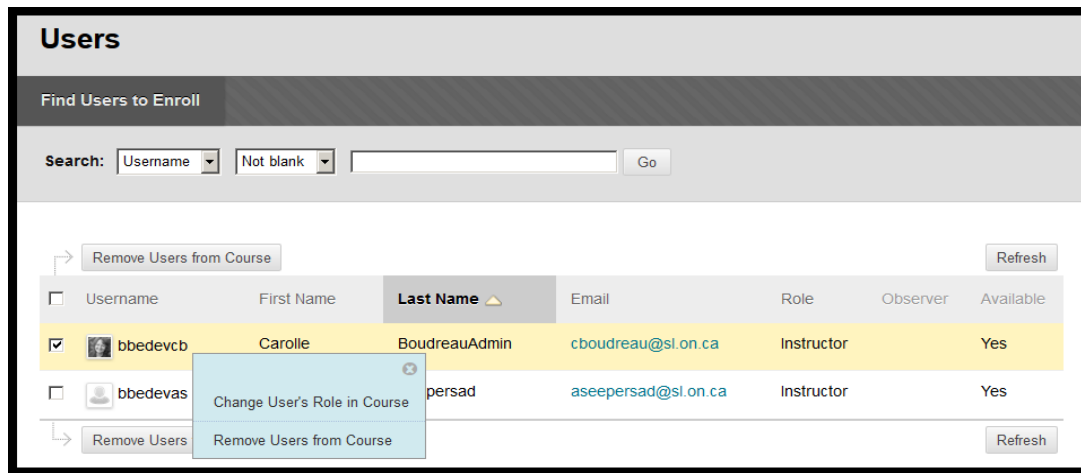 Users
Find Users to Enroll
Search: Username Not blank Go
Remove Users from Course Refresh
Username First Name Last Name Email Role Observer Available
bbedevcb Carolle BoudreauAdmin cboudreau@sl.on.ca Instructor Yes
bbedevas persad aseepersad@sl.on.ca Instructor Yes
Change User's Role in Course
Remove Users Remove Users from Course Refresh